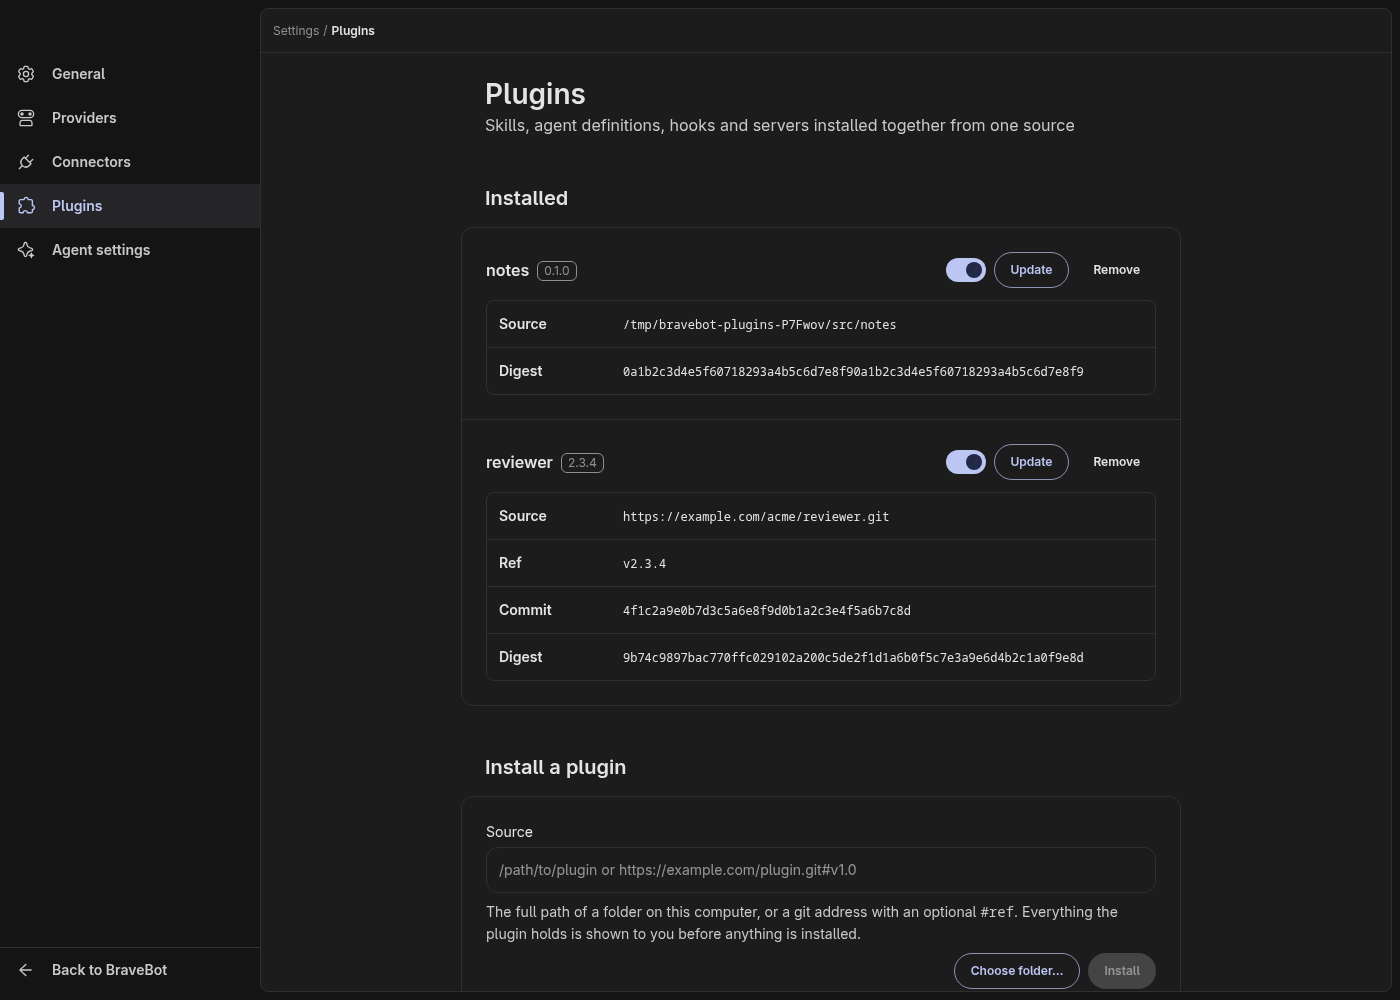 Settings / Plugins
General
Providers
Connectors
Plugins
Agent settings
Back to BraveBot
Plugins
Skills, agent definitions, hooks and servers installed together from one source
Installed
notes 0.1.0 Update Remove
Source /tmp/bravebot-plugins-P7Fwov/src/notes
Digest 0a1b2c3d4e5f60718293a4b5c6d7e8f90a1b2c3d4e5f60718293a4b5c6d7e8f9
reviewer 2.3.4 Update Remove
Source https://example.com/acme/reviewer.git
Ref v2.3.4
Commit 4f1c2a9e0b7d3c5a6e8f9d0b1a2c3e4f5a6b7c8d
Digest 9b74c9897bac770ffc029102a200c5de2f1d1a6b0f5c7e3a9e6d4b2c1a0f9e8d
Install a plugin
Source
/path/to/plugin or https://example.com/plugin.git#v1.0
The full path of a folder on this computer, or a git address with an optional #ref. Everything the
plugin holds is shown to you before anything is installed.
Choose folder... Install